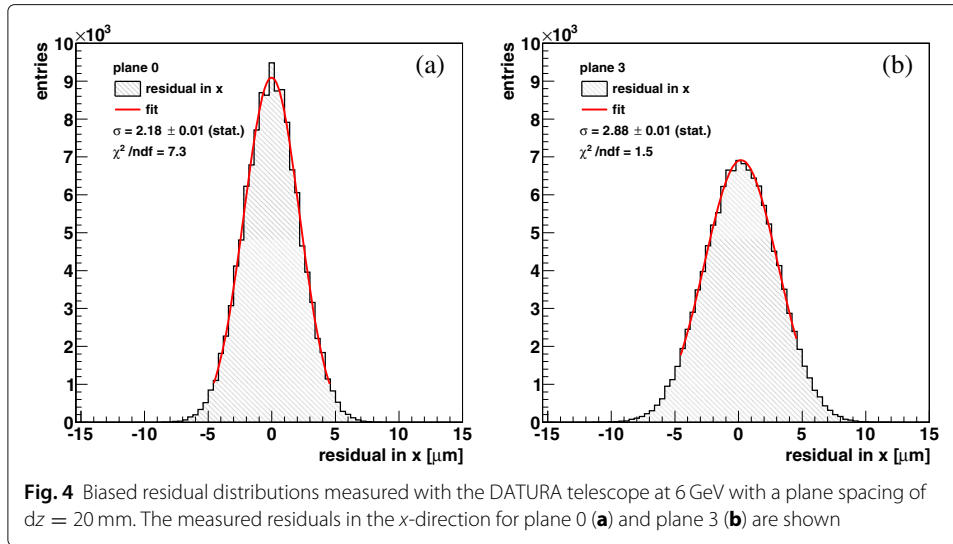 ×10³
10
9
8
7
6
5
4
3
2
1
0
entries
plane 0
residual in x
fit
σ = 2.18 ± 0.01 (stat.)
χ² /ndf = 7.3
(a)
-15 -10 -5 0 5 10 15
residual in x [μm]
×10³
10
9
8
7
6
5
4
3
2
1
0
entries
plane 3
residual in x
fit
σ = 2.88 ± 0.01 (stat.)
χ² /ndf = 1.5
(b)
-15 -10 -5 0 5 10 15
residual in x [μm]
Fig. 4 Biased residual distributions measured with the DATURA telescope at 6 GeV with a plane spacing of
dz = 20 mm. The measured residuals in the x-direction for plane 0 (a) and plane 3 (b) are shown